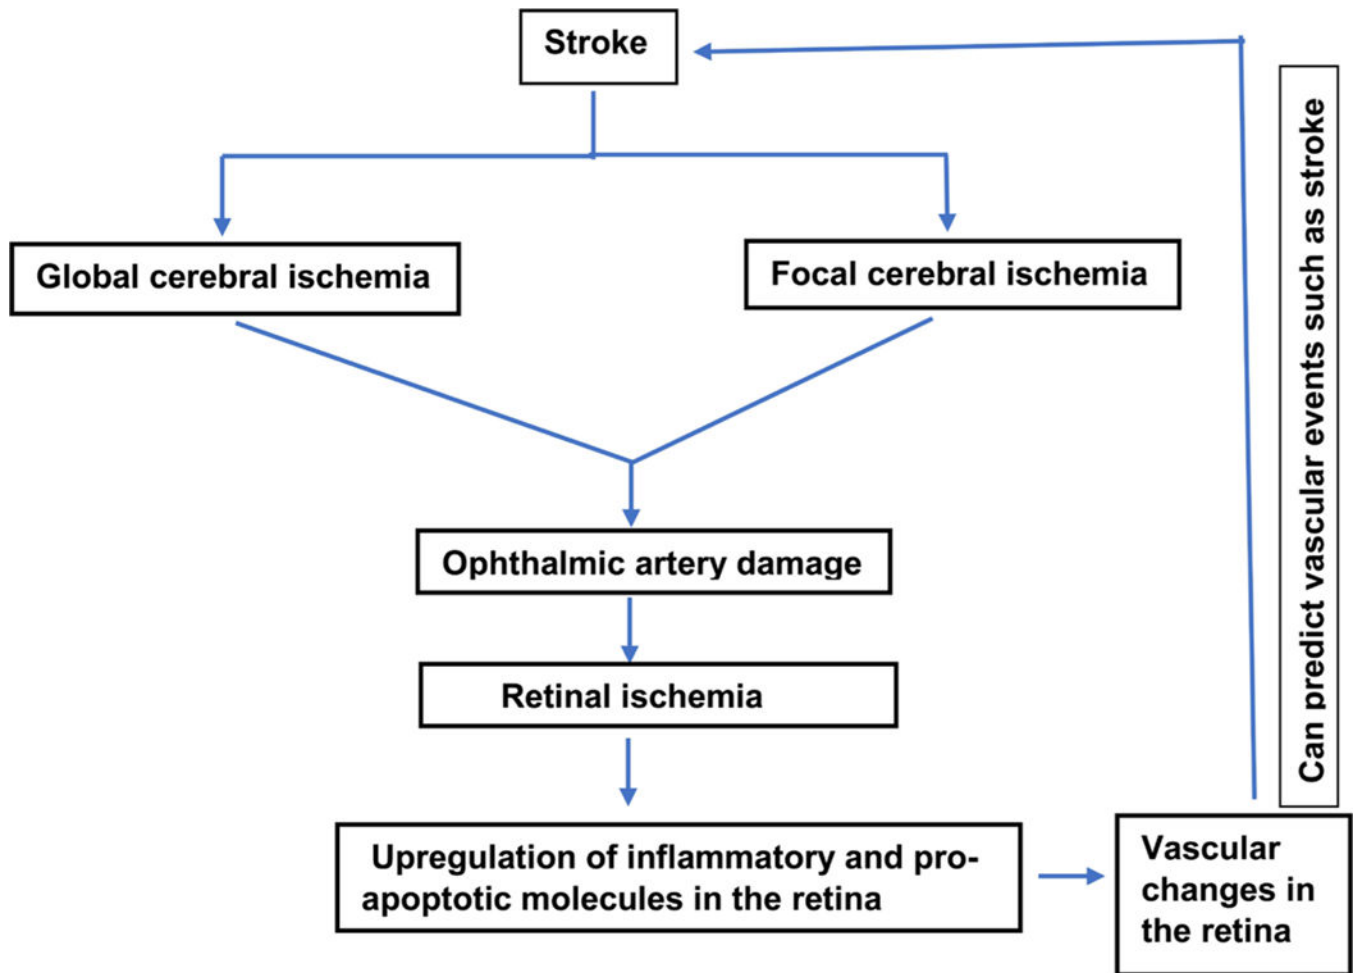 Stroke
Global cerebral ischemia
Focal cerebral ischemia
Ophthalmic artery damage
Retinal ischemia
Upregulation of inflammatory and pro-
apoptotic molecules in the retina
Vascular
changes in
the retina
Can predict vascular events such as stroke